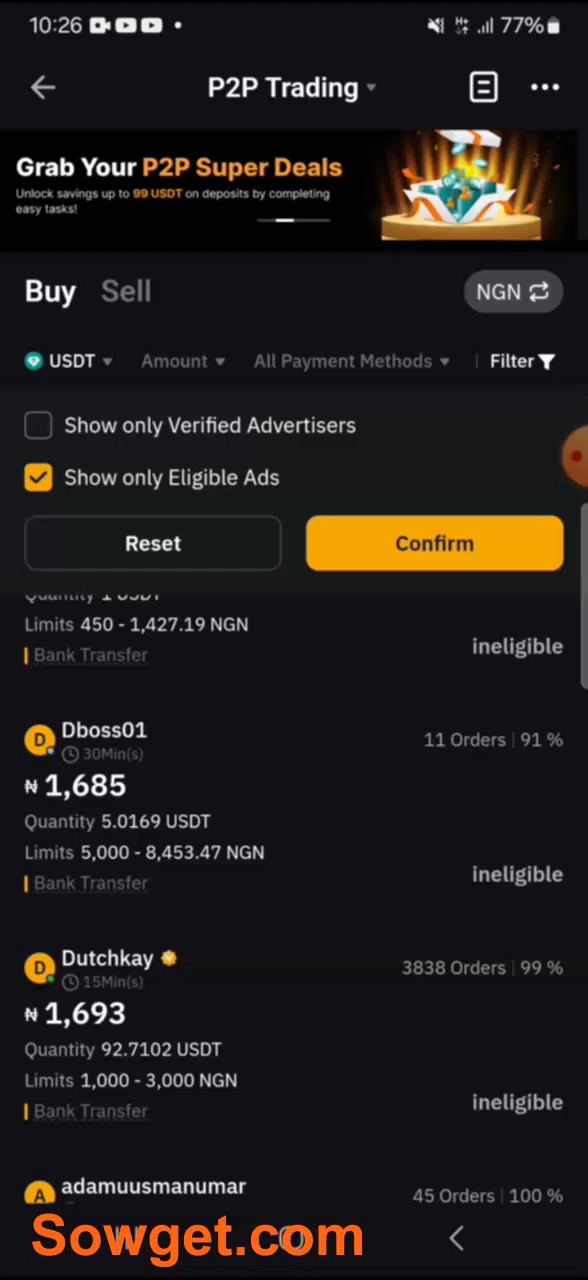 10:26
77%
P2P Trading
Grab Your P2P Super Deals
Unlock savings up to 99 USDT on deposits by completing
easy tasks!
Buy Sell
NGN
USDT Amount All Payment Methods | Filter
Show only Verified Advertisers
Show only Eligible Ads
Reset Confirm
Quantity 1 USDT
Limits 450 - 1,427.19 NGN
ineligible
Bank Transfer
D Dboss01
11 Orders | 91 %
30Min(s)
₦ 1,685
Quantity 5.0169 USDT
Limits 5,000 - 8,453.47 NGN
ineligible
Bank Transfer
D Dutchkay
3838 Orders | 99 %
15Min(s)
₦ 1,693
Quantity 92.7102 USDT
Limits 1,000 - 3,000 NGN
ineligible
Bank Transfer
A adamuusmanumar
45 Orders | 100 %
Sowget.com